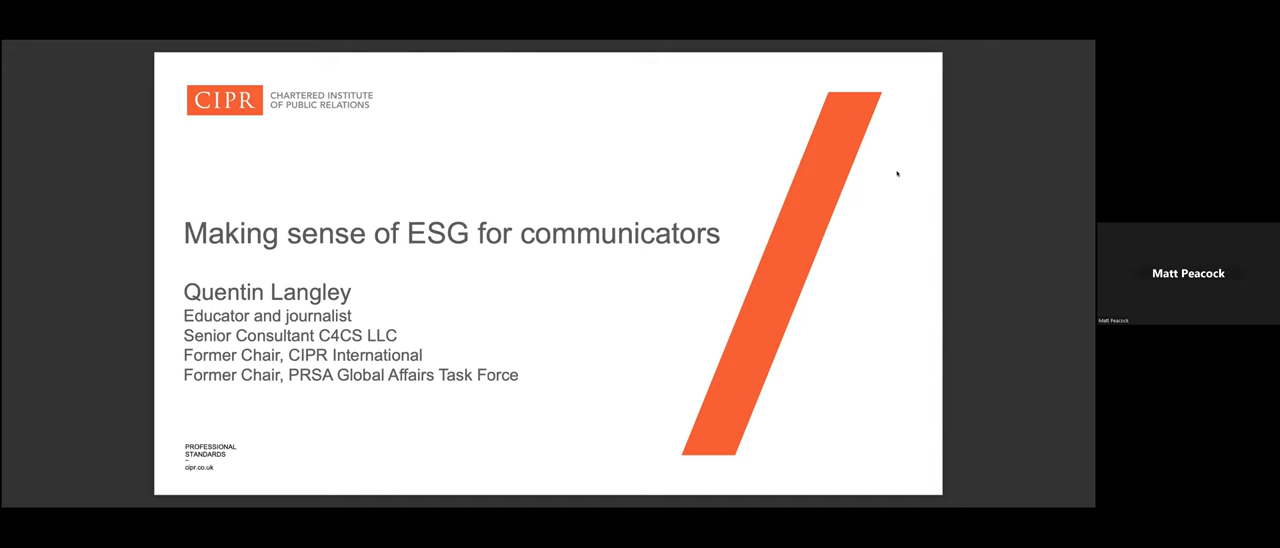 CIPR
CHARTERED INSTITUTE
OF PUBLIC RELATIONS
Making sense of ESG for communicators
Quentin Langley
Educator and journalist
Senior Consultant C4CS LLC
Former Chair, CIPR International
Former Chair, PRSA Global Affairs Task Force
PROFESSIONAL
STANDARDS
–
cipr.co.uk
Matt Peacock
Matt Peacock